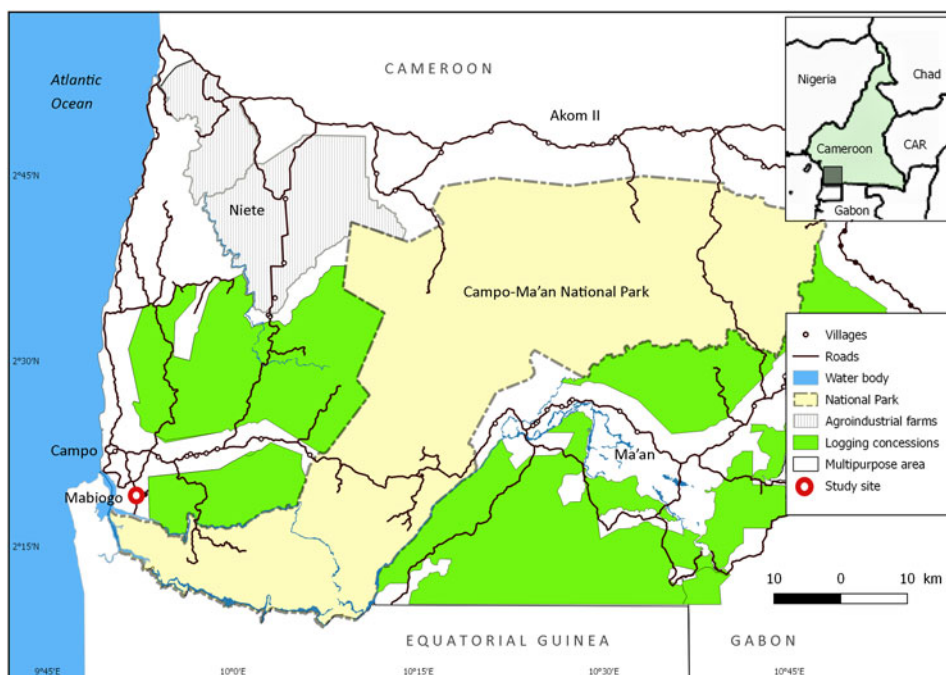 Atlantic
Ocean
CAMEROON
Akom II
Nigeria
Chad
Cameroon
CAR
Gabon
2°45'N
Niete
Campo-Ma'an National Park
2°30'N
Villages
Roads
Water body
National Park
Agroindustrial farms
Logging concessions
Multipurpose area
Study site
Campo
Ma'an
Mabiogo
2°15'N
10 0 10 km
EQUATORIAL GUINEA
GABON
9°45'E
10°0'E
10°15'E
10°30'E
10°45'E